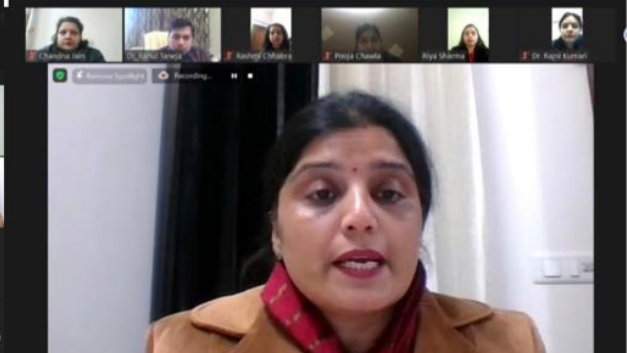 Chandna Jain
Dr. Rahul Taneja
Rashmi Chhabra
Pooja Chawla
Riya Sharma
Dr. Rajni Kumari
Remove Spotlight
Recording...